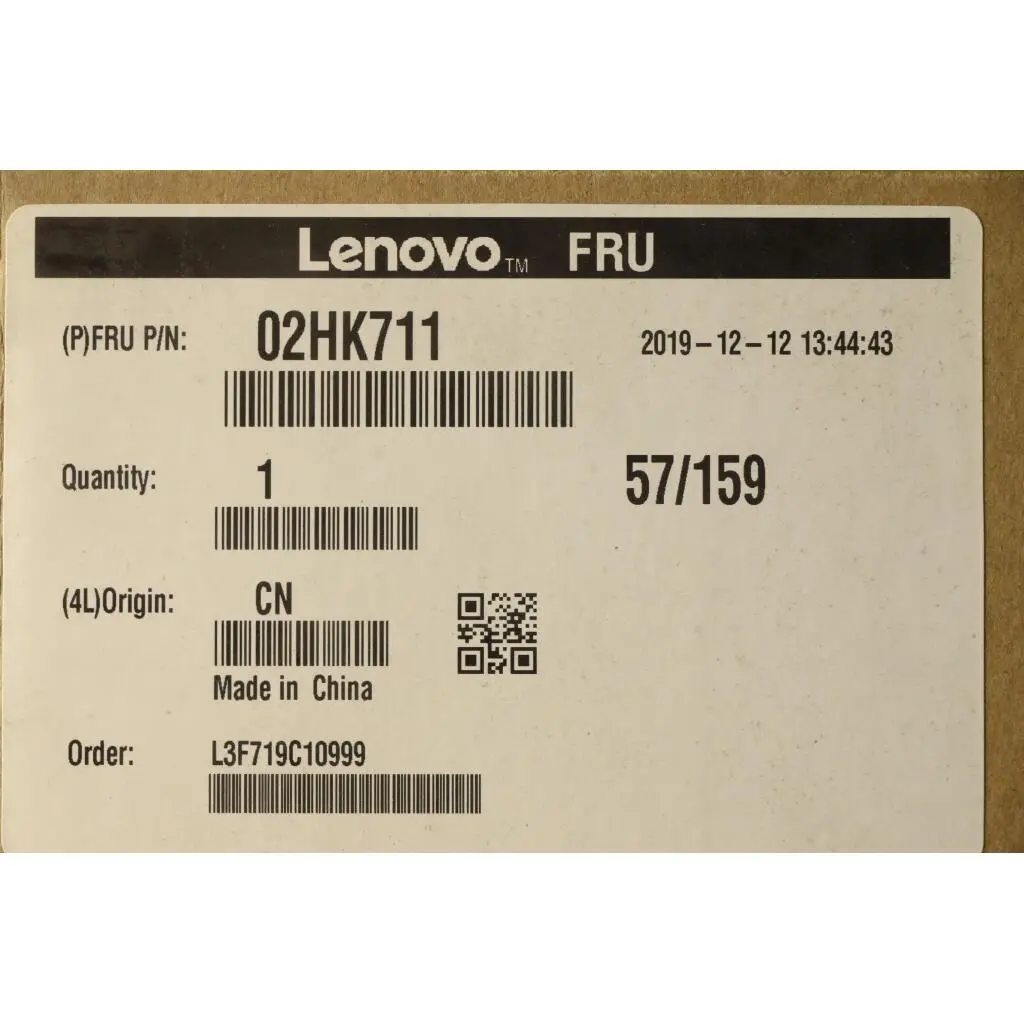 Lenovo™ FRU
(P)FRU P/N: 02HK711 2019-12-12 13:44:43
Quantity: 1 57/159
(4L)Origin: CN
Made in China
Order: L3F719C10999